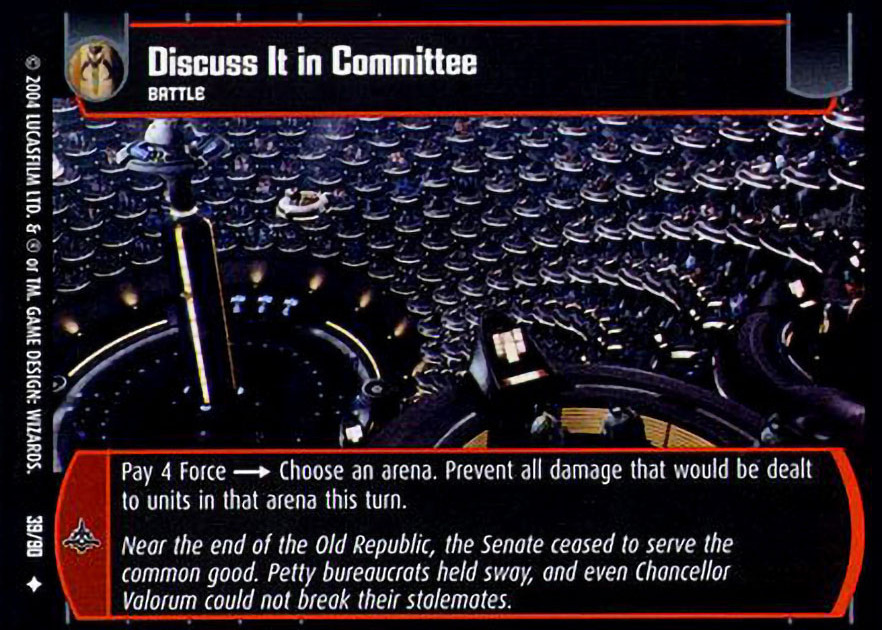 Discuss It in Committee
BATTLE
Pay 4 Force → Choose an arena. Prevent all damage that would be dealt
to units in that arena this turn.
Near the end of the Old Republic, the Senate ceased to serve the
common good. Petty bureaucrats held sway, and even Chancellor
Valorum could not break their stalemates.
© 2004 LUCASFILM LTD. & ® or TM. GAME DESIGN: WIZARDS. 39/90